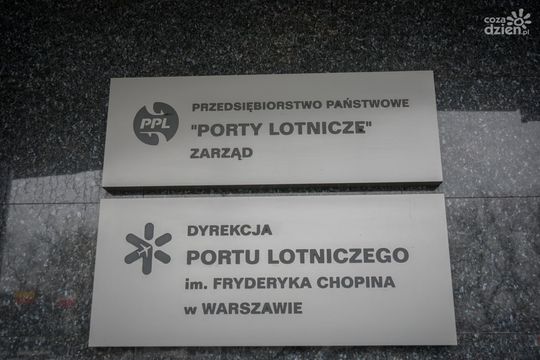 coza
dzień.pl
PRZEDSIĘBIORSTWO PAŃSTWOWE
PPL
"PORTY LOTNICZE"
ZARZĄD
DYREKCJA
PORTU LOTNICZEGO
im. FRYDERYKA CHOPINA
w WARSZAWIE